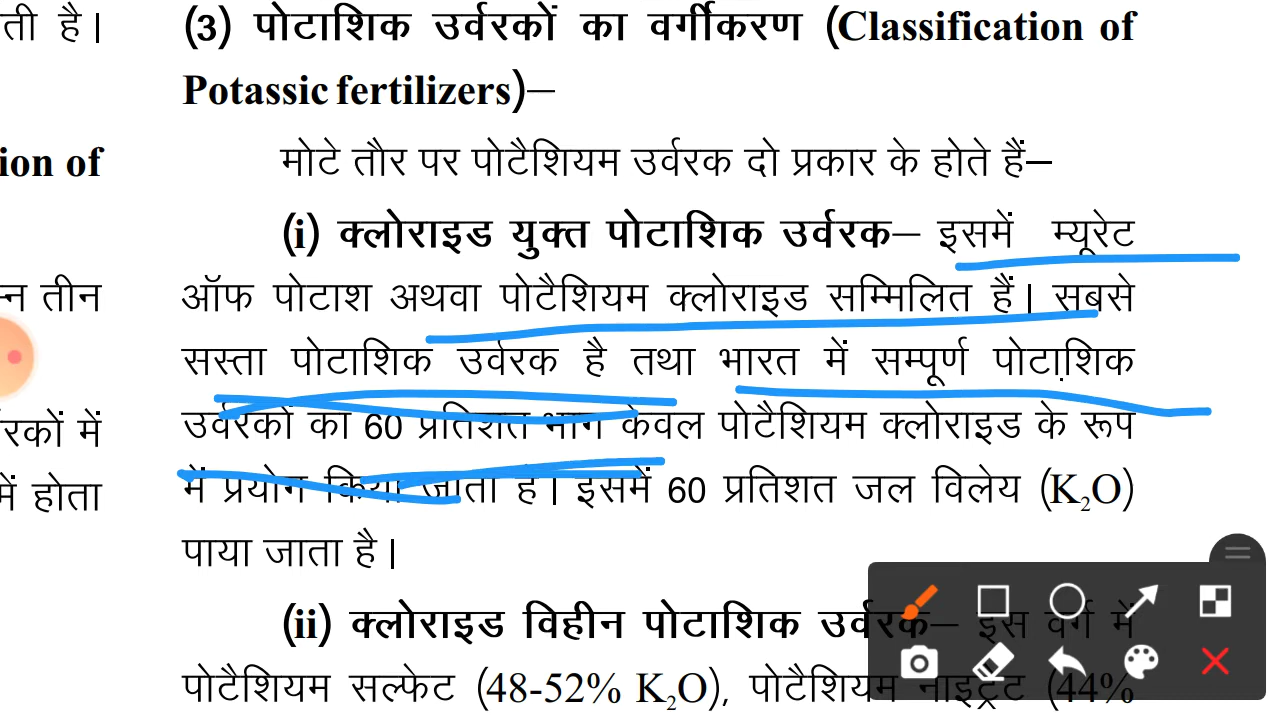 ती है।
ion of
न तीन
रकों में
में होता
(3) पोटाशिक उर्वरकों का वर्गीकरण (Classification of
Potassic fertilizers)–
मोटे तौर पर पोटैशियम उर्वरक दो प्रकार के होते हैं–
(i) क्लोराइड युक्त पोटाशिक उर्वरक– इसमें म्यूरेट
ऑफ पोटाश अथवा पोटैशियम क्लोराइड सम्मिलित हैं। सबसे
सस्ता पोटाशिक उर्वरक है तथा भारत में सम्पूर्ण पोटाशिक
उर्वरकों का 60 प्रतिशत भाग केवल पोटैशियम क्लोराइड के रूप
में प्रयोग किया जाता है। इसमें 60 प्रतिशत जल विलेय (K₂O)
पाया जाता है।
(ii) क्लोराइड विहीन पोटाशिक उर्वरक– इस वर्ग में
पोटैशियम सल्फेट (48-52% K₂O), पोटैशियम नाइट्रेट (44%